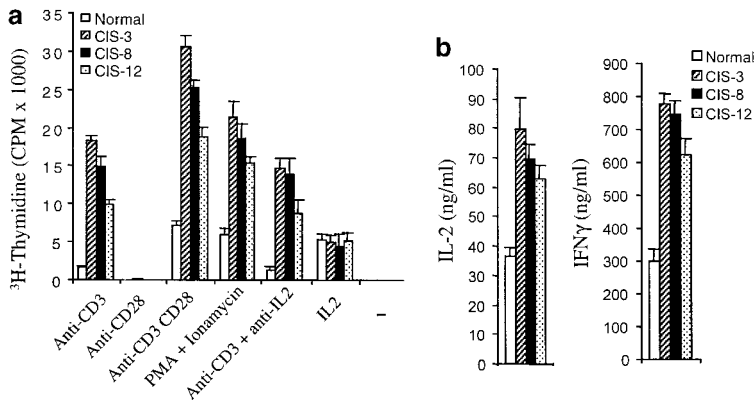 a
Normal
CIS-3
CIS-8
CIS-12
³H-Thymidine (CPM x 1000)
35
30
25
20
15
10
5
0
Anti-CD3
Anti-CD28
Anti-CD3 CD28
PMA + Ionamycin
Anti-CD3 + anti-IL2
IL2
–
b
Normal
CIS-3
CIS-8
CIS-12
IL-2 (ng/ml)
100
90
80
70
60
50
40
30
20
10
0
IFNγ (ng/ml)
900
800
700
600
500
400
300
200
100
0